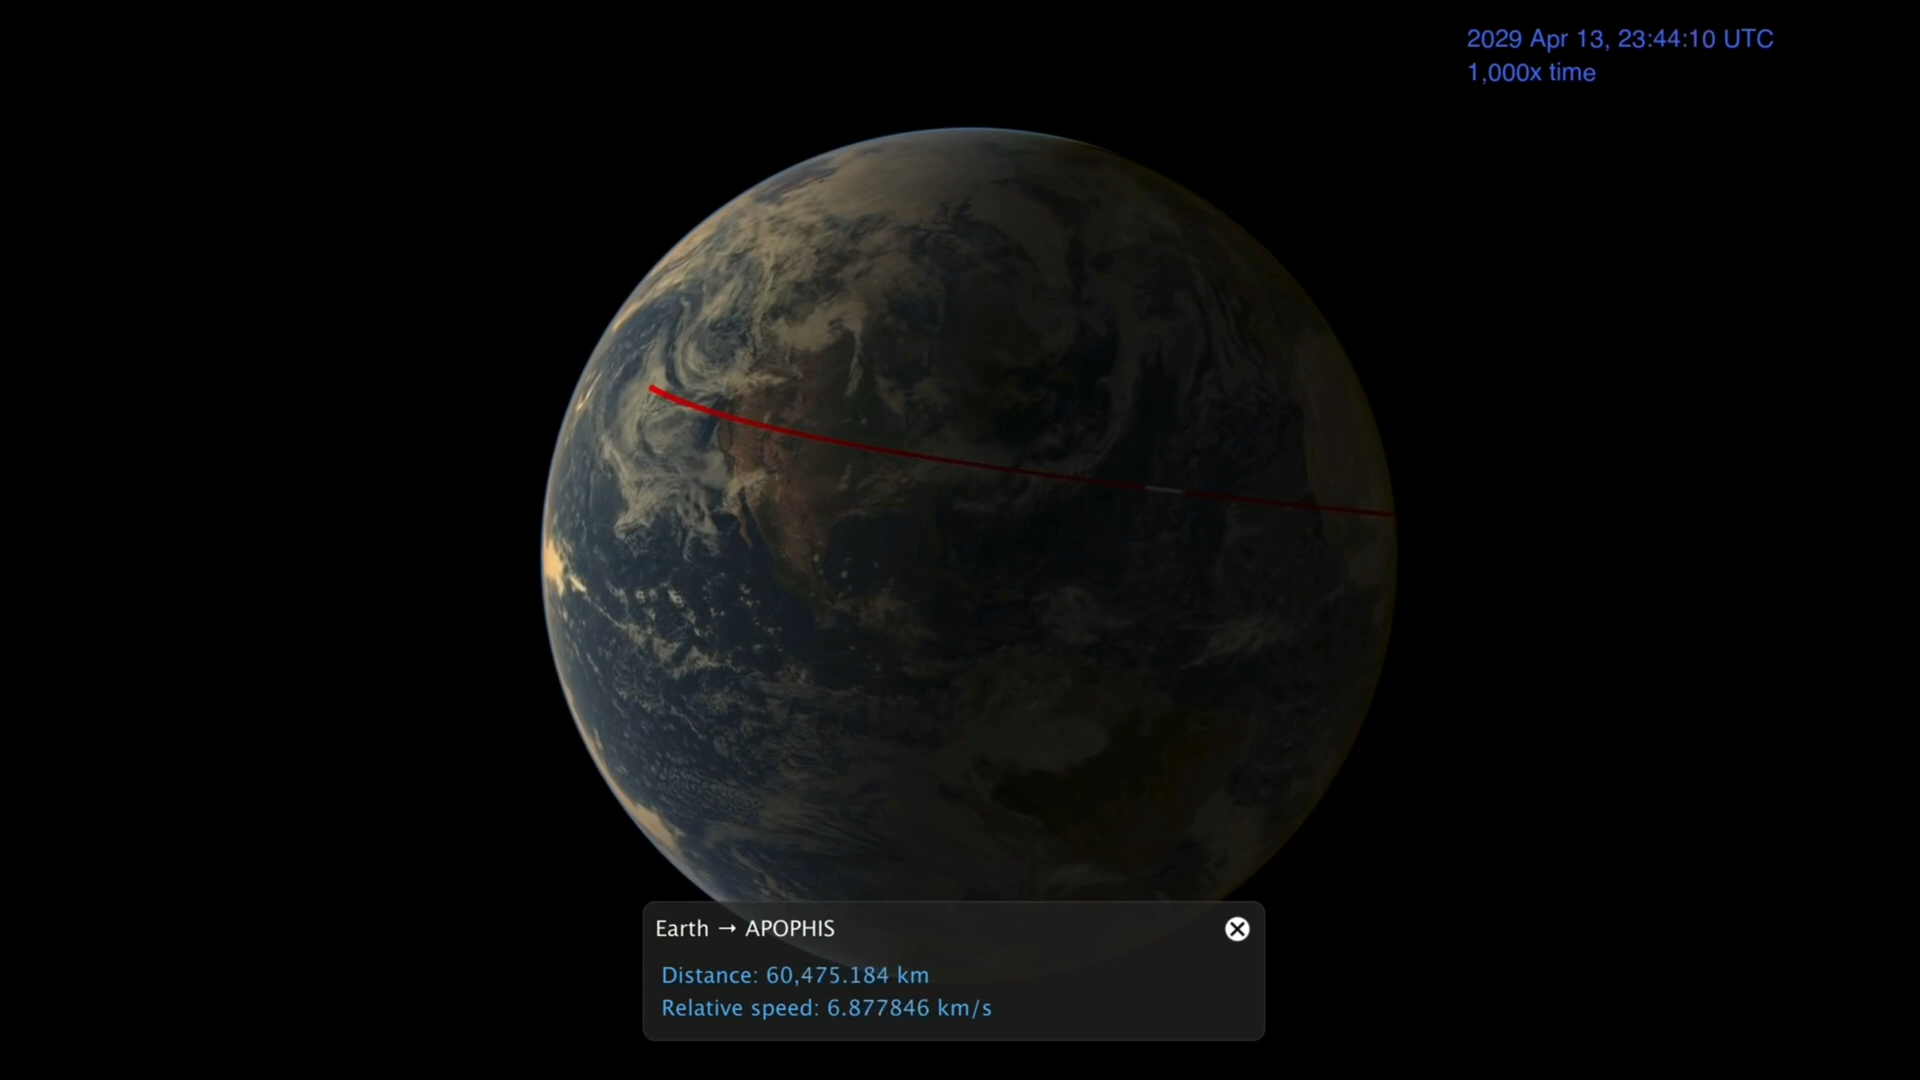 2029 Apr 13, 23:44:10 UTC
1,000x time
Earth → APOPHIS
Distance: 60,475.184 km
Relative speed: 6.877846 km/s